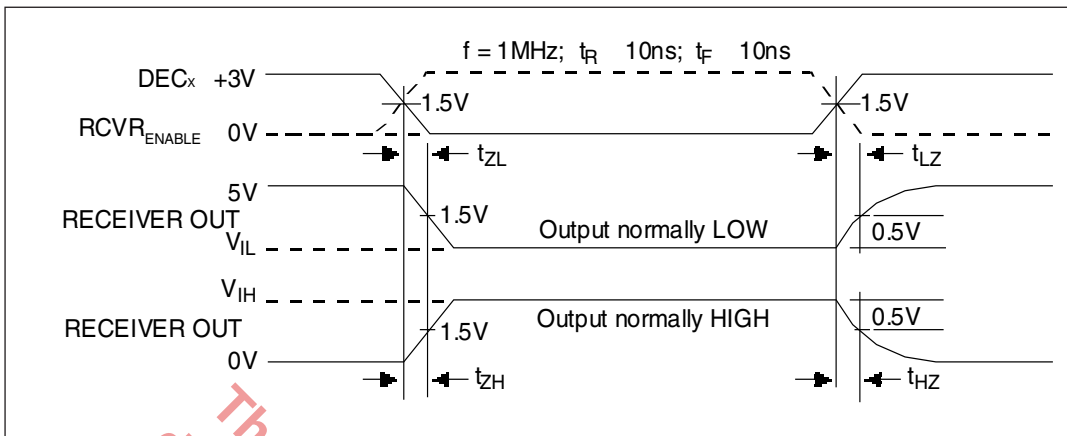 f = 1MHz; tR 10ns; tF 10ns
DECx +3V
1.5V 1.5V
RCVRENABLE 0V
tZL tLZ
5V
RECEIVER OUT 1.5V Output normally LOW 0.5V
VIL
VIH
RECEIVER OUT 1.5V Output normally HIGH 0.5V
0V
tZH tHZ
Th